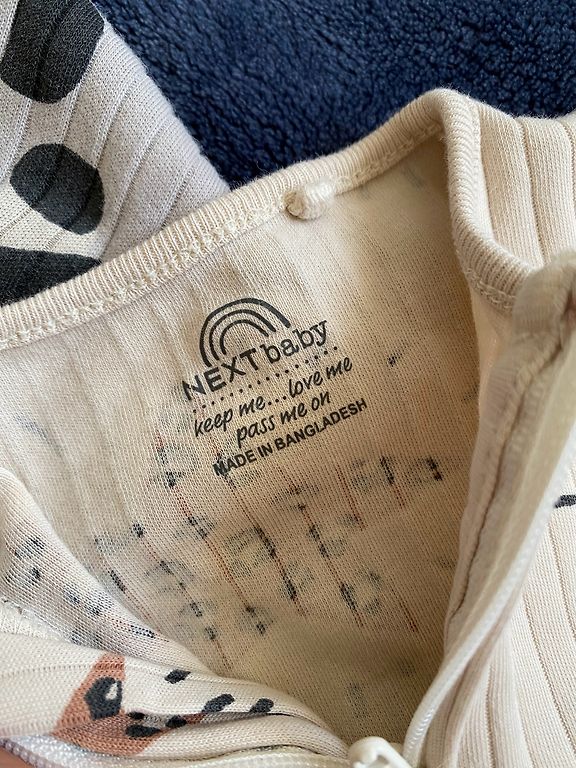 NEXT baby
keep me...love me
pass me on
MADE IN BANGLADESH